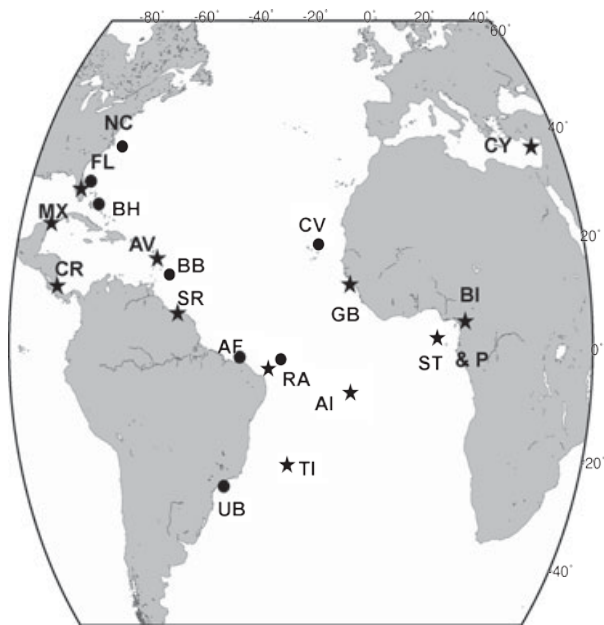 -80° -60° -40° -20° 0° 20° 40°
60°
NC
40°
CY
FL
MX
BH
CV
20°
AV
BB
CR
SR
GB
BI
AF
RA
ST & P
0°
AI
TI
20°
UB
-40°